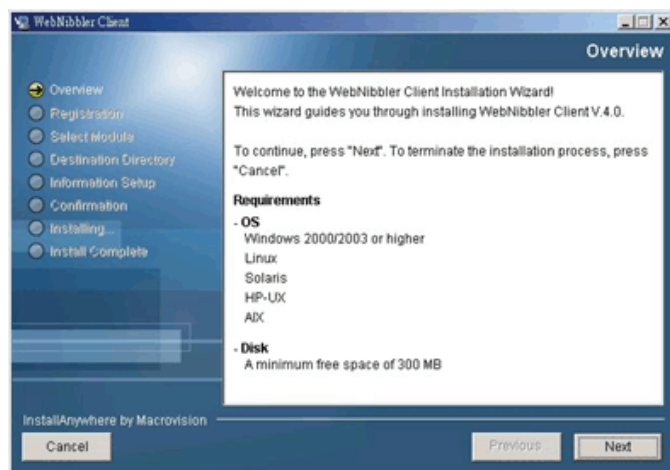 WebNibbler Client
Overview
Overview
Registration
Select Module
Destination Directory
Information Setup
Confirmation
Installing...
Install Complete
Welcome to the WebNibbler Client Installation Wizard!
This wizard guides you through installing WebNibbler Client V.4.0.
To continue, press "Next". To terminate the installation process, press
"Cancel".
Requirements
- OS
Windows 2000/2003 or higher
Linux
Solaris
HP-UX
AIX
- Disk
A minimum free space of 300 MB
InstallAnywhere by Macrovision
Cancel
Previous
Next